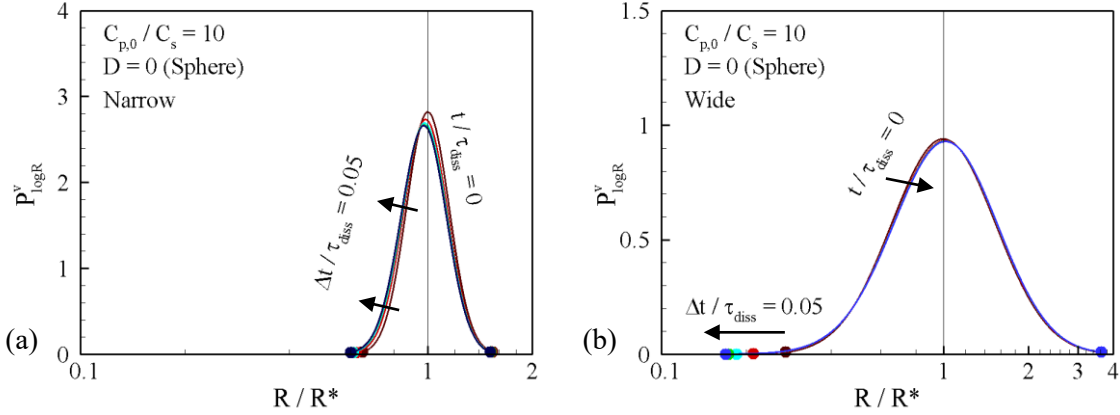 (a)
4
3
2
1
0
P^v_logR
C_p,0 / C_s = 10
D = 0 (Sphere)
Narrow
t / τ_diss = 0
Δt / τ_diss = 0.05
0.1
1
2
R / R*
(b)
1.5
1
0.5
0
P^v_logR
C_p,0 / C_s = 10
D = 0 (Sphere)
Wide
t / τ_diss = 0
Δt / τ_diss = 0.05
0.1
1
2
3
4
R / R*